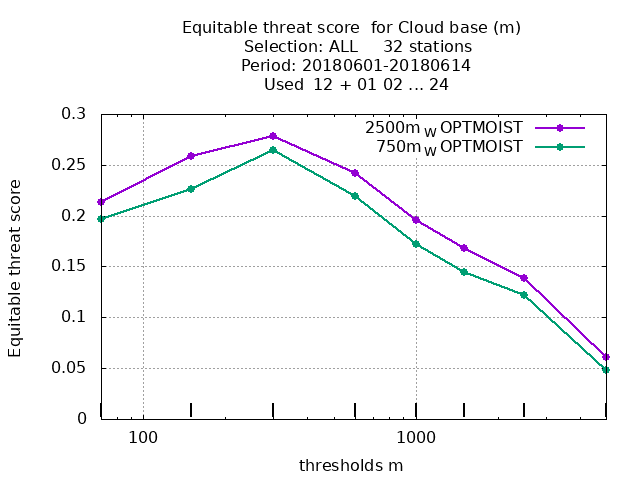 Equitable threat score  for Cloud base (m)
Selection: ALL     32 stations
Period: 20180601-20180614
Used  12 + 01 02 ... 24
2500m W OPTMOIST
750m W OPTMOIST
0.3
0.25
0.2
0.15
0.1
0.05
0
Equitable threat score
100 1000
thresholds m